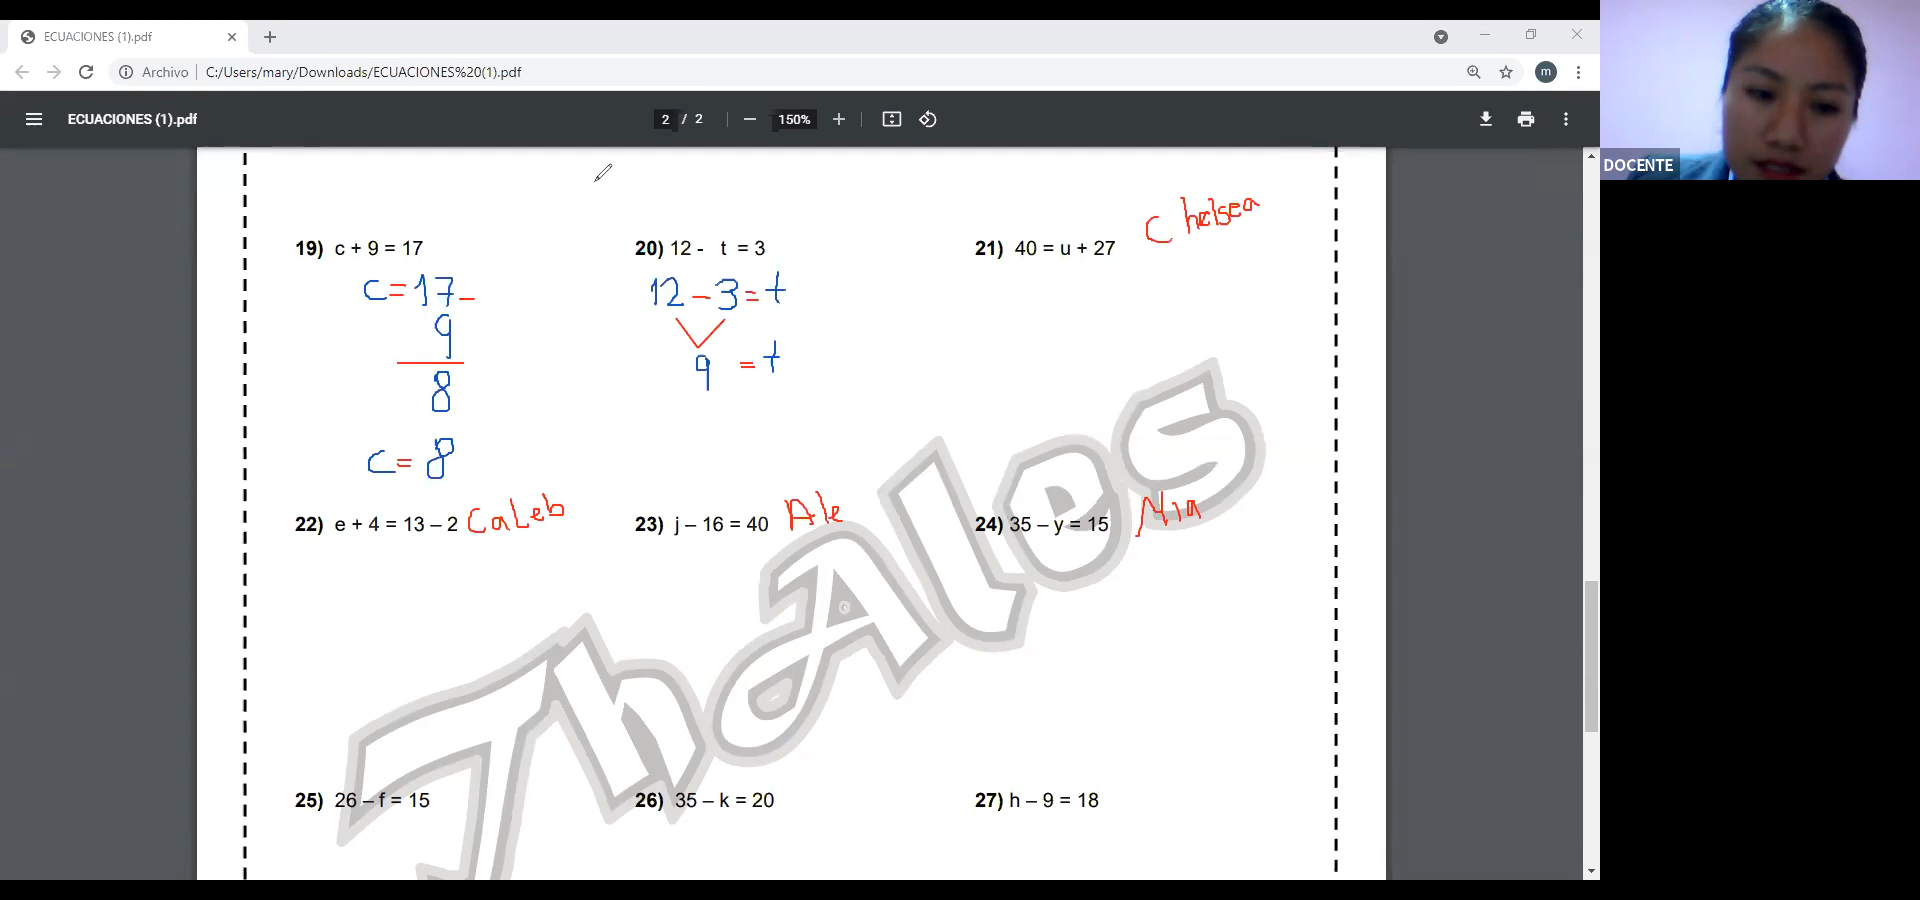 ECUACIONES (1).pdf
Archivo C:/Users/mary/Downloads/ECUACIONES%20(1).pdf
m
ECUACIONES (1).pdf 2 / 2 150%
DOCENTE
Chelsea
19) c + 9 = 17 20) 12 - t = 3 21) 40 = u + 27
c = 17 - 12 - 3 = t
9
8 9 = t
c = 8
22) e + 4 = 13 – 2 CaLeb 23) j – 16 = 40 Ale 24) 35 – y = 15 Nia
ThAles
25) 26 – f = 15 26) 35 – k = 20 27) h – 9 = 18